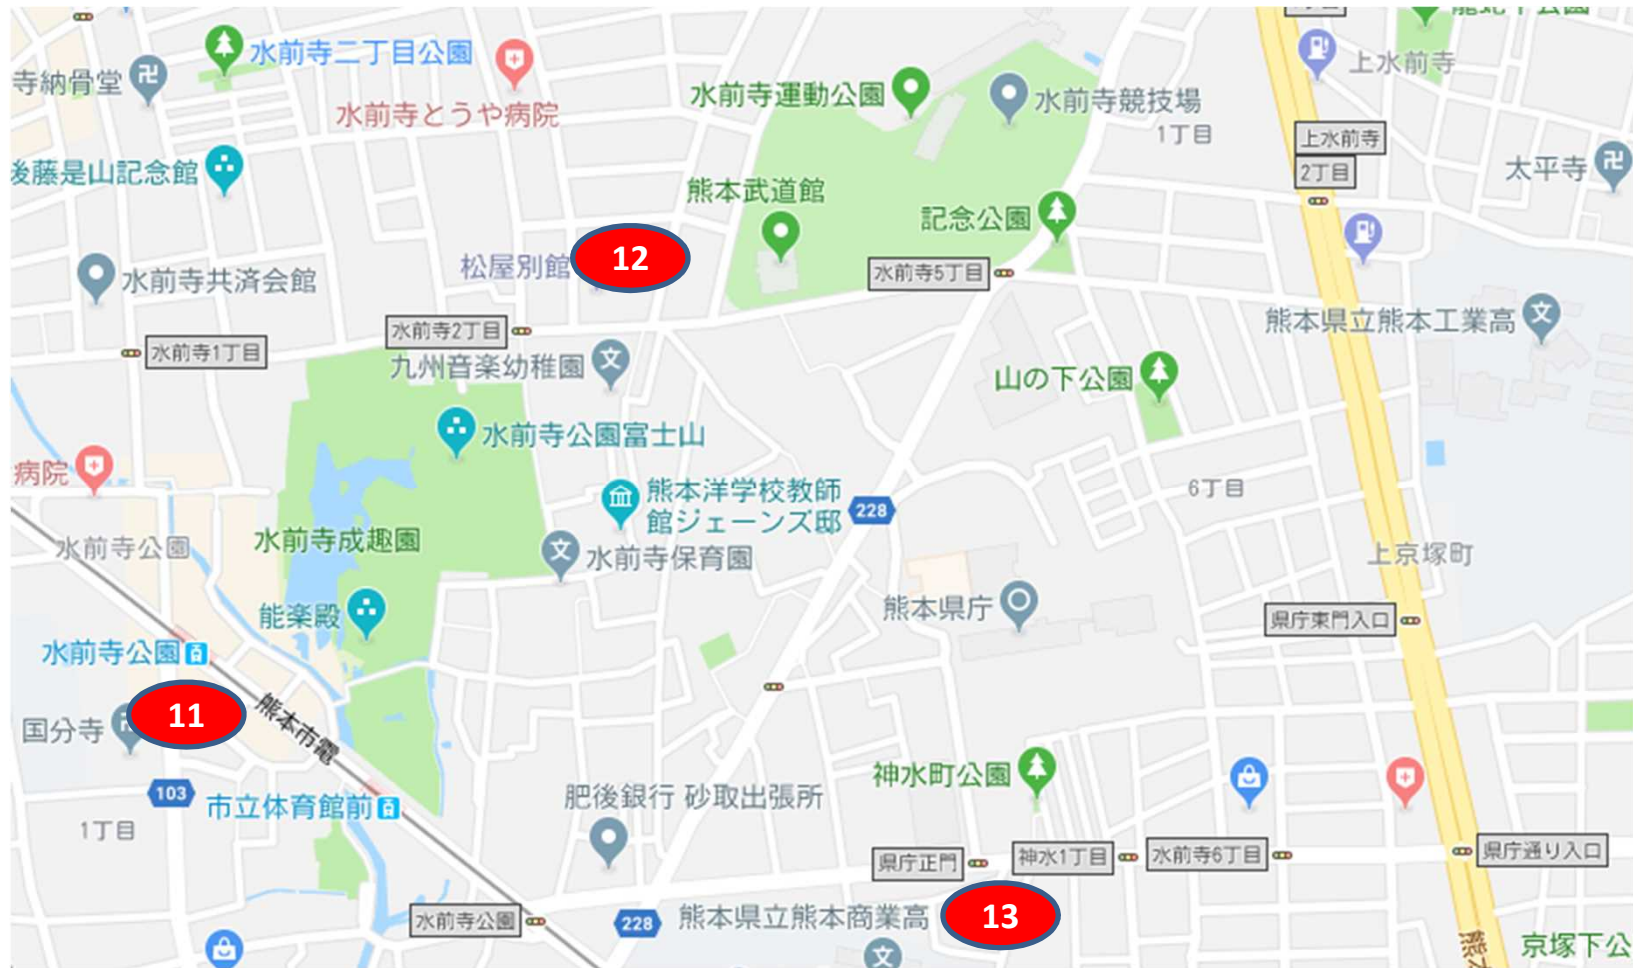 水前寺二丁目公園
寺納骨堂
水前寺とうや病院
水前寺運動公園
水前寺競技場
1丁目
上水前寺
上水前寺
2丁目
太平寺
後藤是山記念館
熊本武道館
記念公園
水前寺5丁目
松屋別館
12
水前寺共済会館
水前寺2丁目
水前寺1丁目
九州音楽幼稚園
熊本県立熊本工業高
山の下公園
水前寺公園富士山
病院
熊本洋学校教師
館ジェーンズ邸
228
6丁目
水前寺公園
水前寺成趣園
水前寺保育園
上京塚町
能楽殿
熊本県庁
県庁東門入口
水前寺公園
国分寺
11
熊本市電
103
市立体育館前
1丁目
肥後銀行 砂取出張所
神水町公園
県庁正門
神水1丁目
水前寺6丁目
県庁通り入口
水前寺公園
228
熊本県立熊本商業高
13
京塚下公